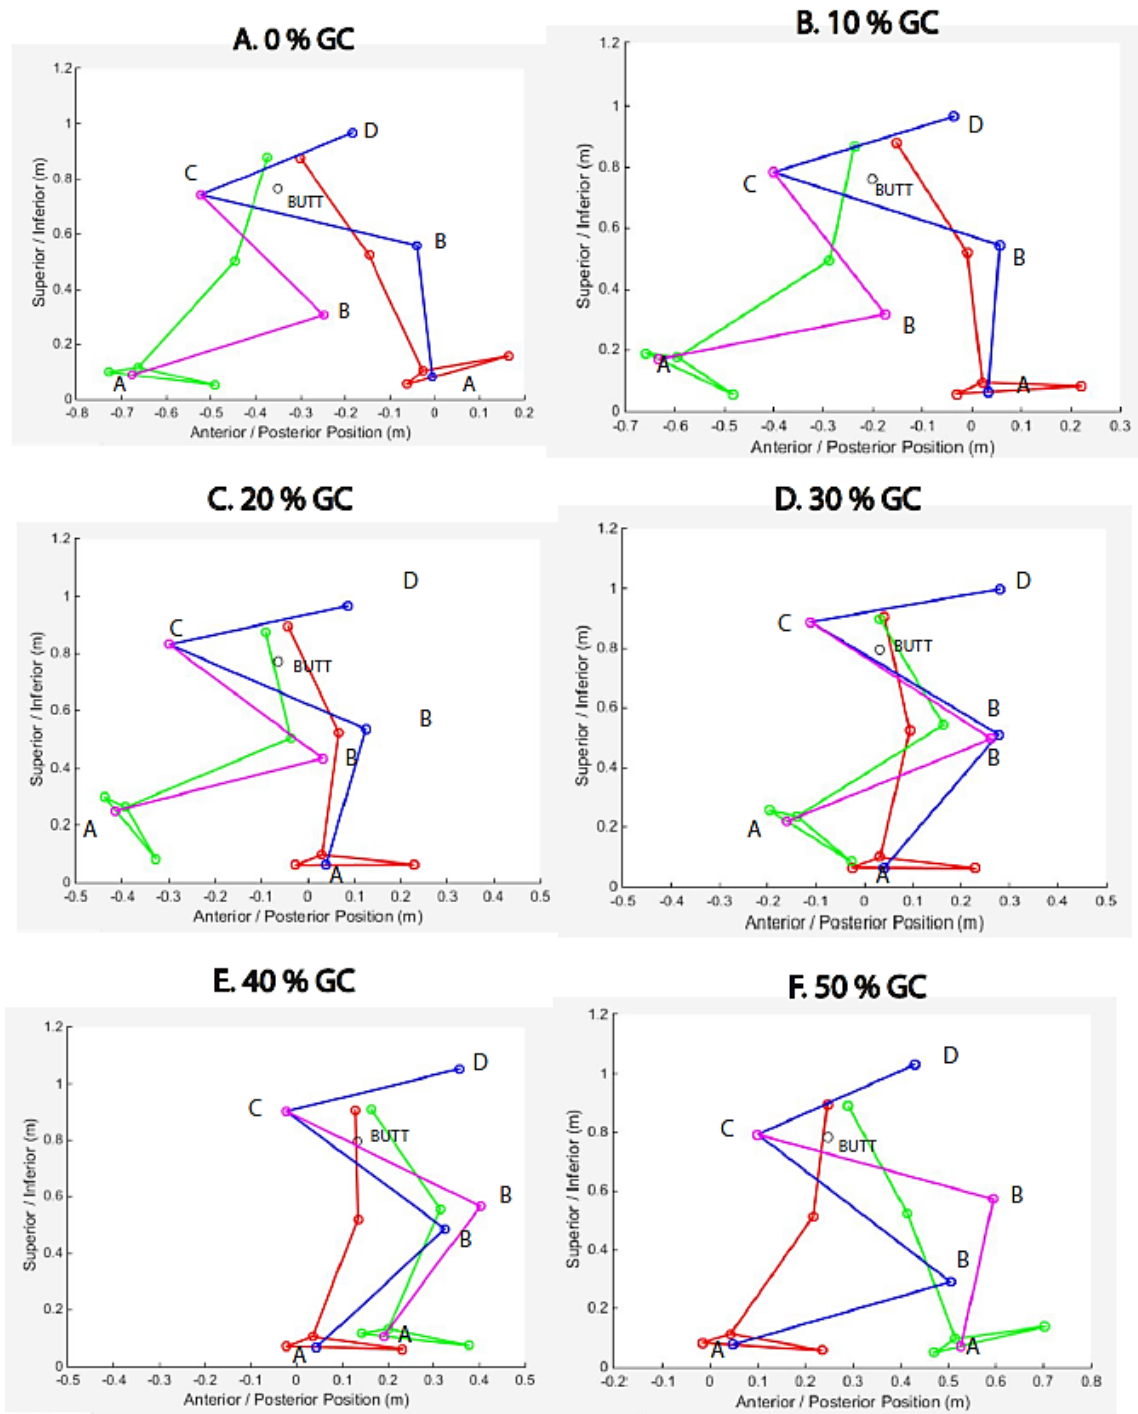 A. 0 % GC
1.2
1
0.8
0.6
0.4
0.2
0
-0.8
-0.7
-0.6
-0.5
-0.4
-0.3
-0.2
-0.1
0
0.1
0.2
Superior / Inferior (m)
Anterior / Posterior Position (m)
D
C
BUTT
B
B
A
A
B. 10 % GC
1.2
1
0.8
0.6
0.4
0.2
0
-0.7
-0.6
-0.5
-0.4
-0.3
-0.2
-0.1
0
0.1
0.2
0.3
Superior / Inferior (m)
Anterior / Posterior Position (m)
D
C
BUTT
B
B
A
A
C. 20 % GC
1.2
1
0.8
0.6
0.4
0.2
0
-0.5
-0.4
-0.3
-0.2
-0.1
0
0.1
0.2
0.3
0.4
0.5
Superior / Inferior (m)
Anterior / Posterior Position (m)
D
C
BUTT
B
B
A
A
D. 30 % GC
1.2
1
0.8
0.6
0.4
0.2
0
-0.5
-0.4
-0.3
-0.2
-0.1
0
0.1
0.2
0.3
0.4
0.5
Superior / Inferior (m)
Anterior / Posterior Position (m)
D
C
BUTT
B
B
A
A
E. 40 % GC
1.2
1
0.8
0.6
0.4
0.2
0
-0.5
-0.4
-0.3
-0.2
-0.1
0
0.1
0.2
0.3
0.4
0.5
Superior / Inferior (m)
Anterior / Posterior Position (m)
D
C
BUTT
B
B
A
A
F. 50 % GC
1.2
1
0.8
0.6
0.4
0.2
0
-0.2
-0.1
0
0.1
0.2
0.3
0.4
0.5
0.6
0.7
0.8
Superior / Inferior (m)
Anterior / Posterior Position (m)
D
C
BUTT
B
B
A
A